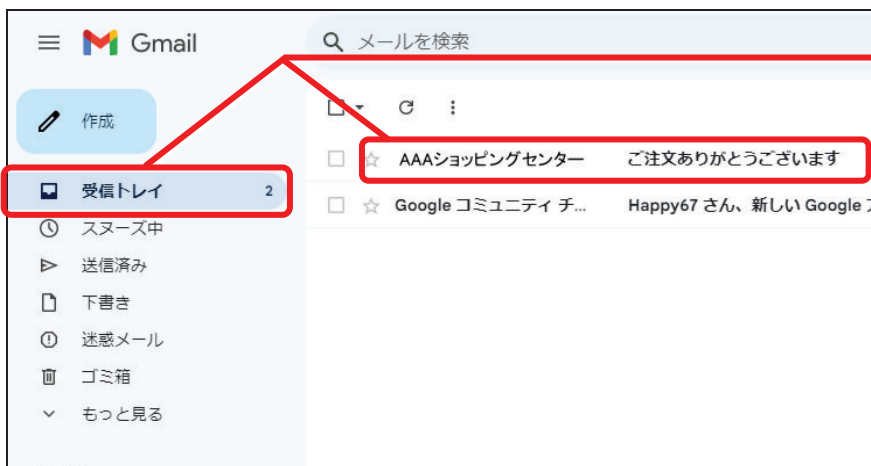 Gmail
メールを検索
作成
受信トレイ 2
スヌーズ中
送信済み
下書き
迷惑メール
ゴミ箱
もっと見る
AAAショッピングセンター ご注文ありがとうございます
Google コミュニティ チ... Happy67 さん、新しい Google